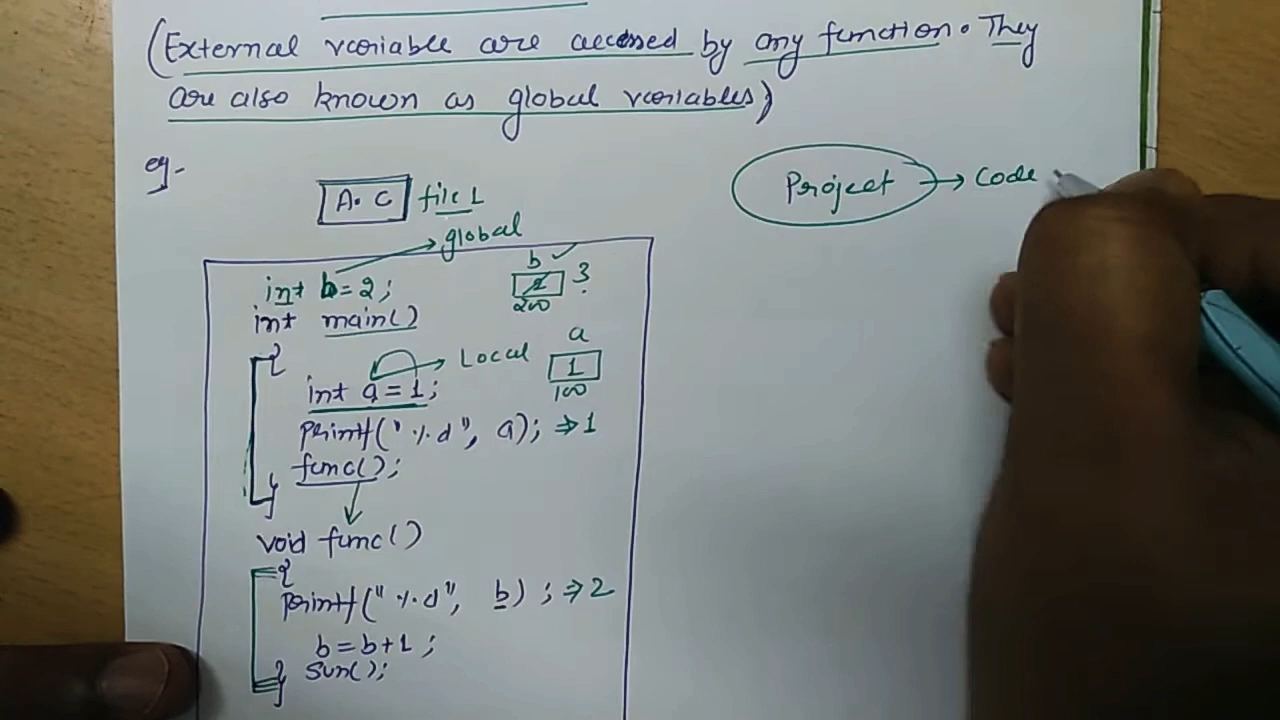 (External variable are accessed by any function. They
are also known as global variables)
eg-
Project → Code
A.C file 1
global
int b=2;
b
2 3
200
int main()
{
Local
a
1
100
int a=1;
printf("%d", a); ⇒1
func();
}
void func()
{
printf("%d", b); ⇒2
b=b+1;
} sun();